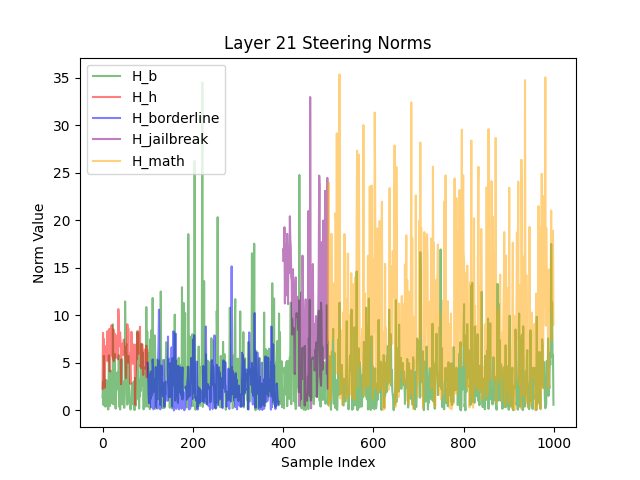 Layer 21 Steering Norms
H_b
H_h
H_borderline
H_jailbreak
H_math
35
30
25
20
15
10
5
0
Norm Value
0
200
400
600
800
1000
Sample Index